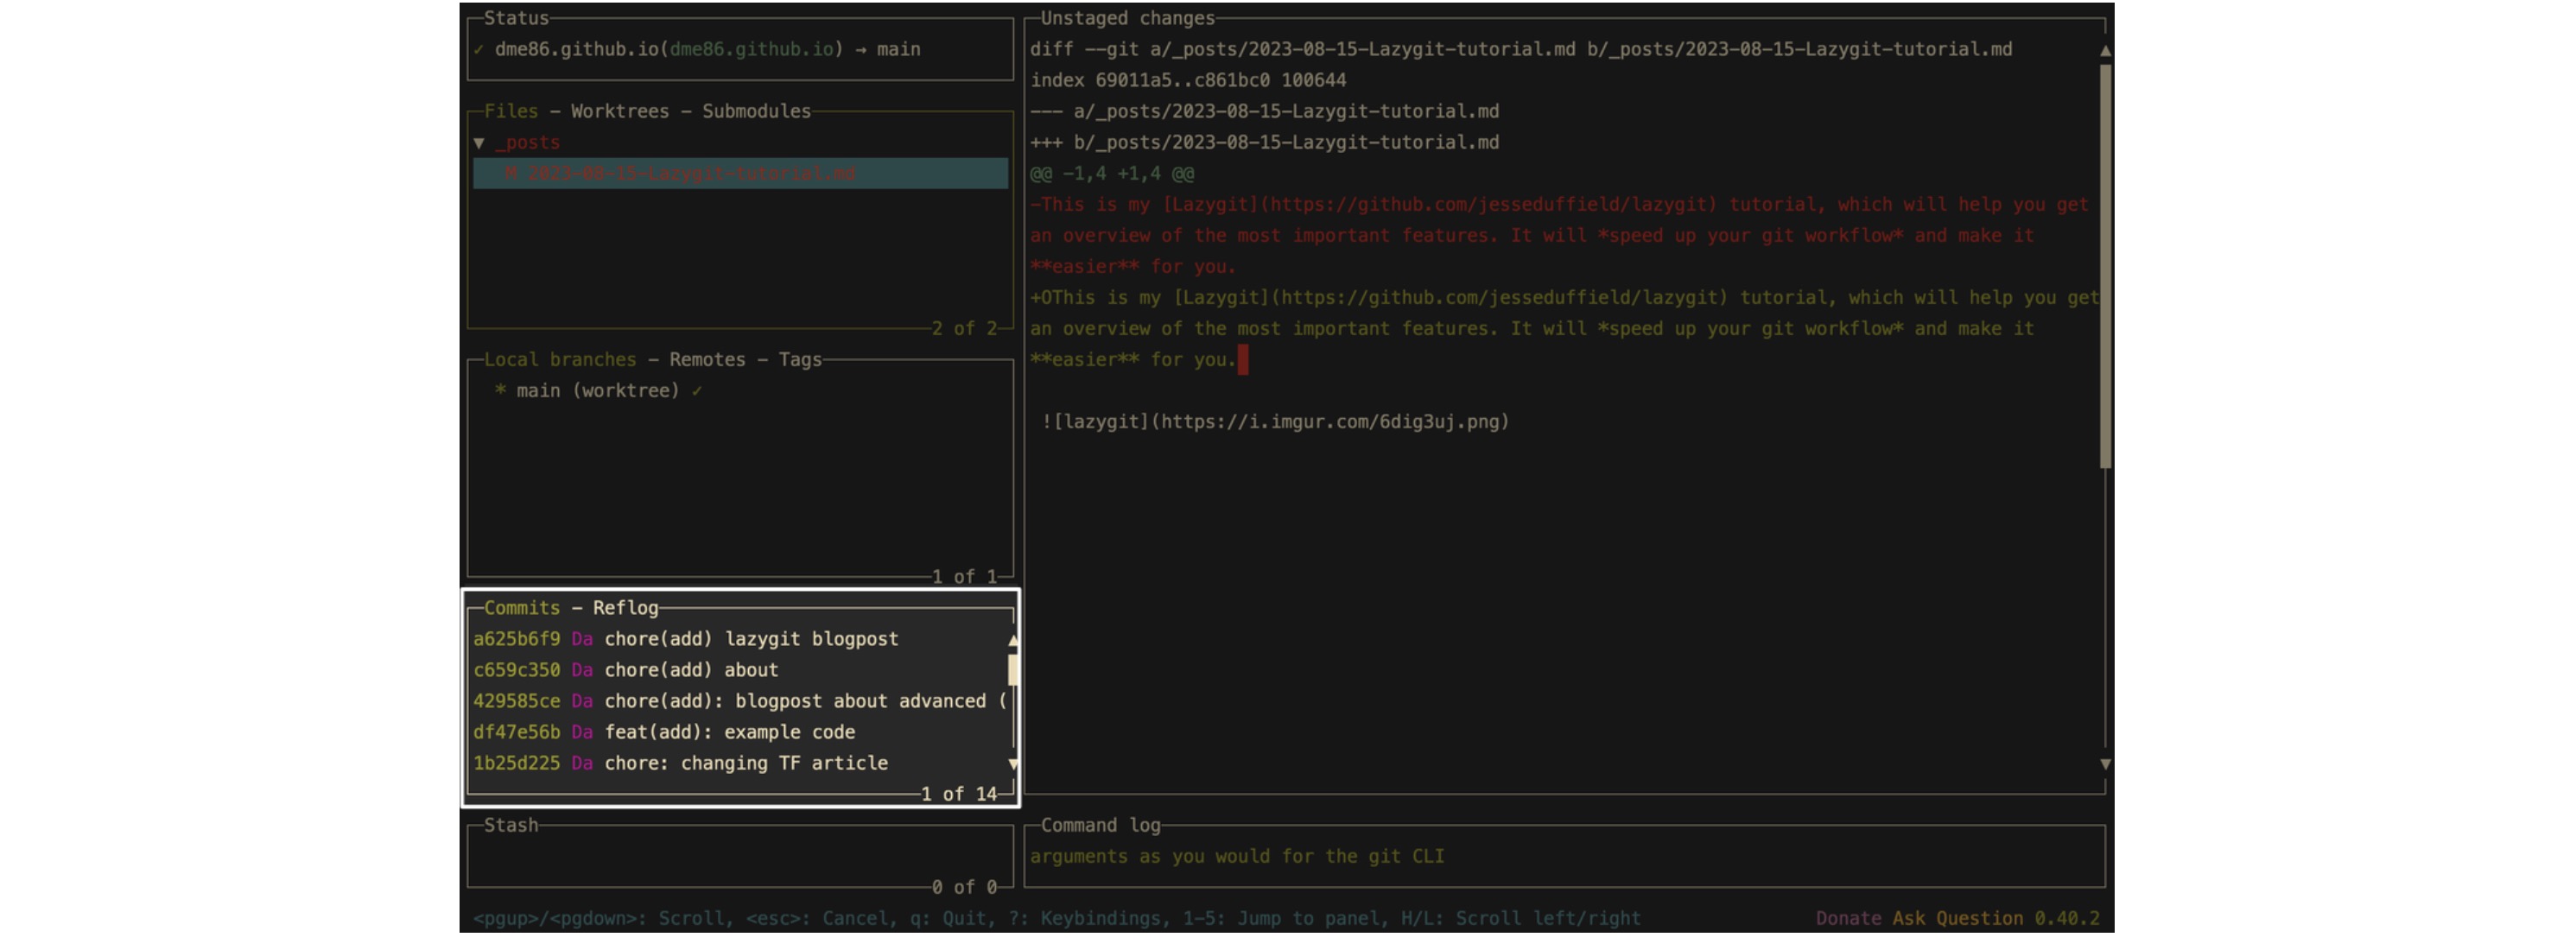 Status
✓ dme86.github.io(dme86.github.io) → main
Files – Worktrees – Submodules
▼ _posts
M 2023-08-15-Lazygit-tuturial.md
2 of 2
Local branches – Remotes – Tags
* main (worktree) ✓
1 of 1
Commits – Reflog
a625b6f9 Da chore(add) lazygit blogpost
c659c350 Da chore(add) about
429585ce Da chore(add): blogpost about advanced (
df47e56b Da feat(add): example code
1b25d225 Da chore: changing TF article
1 of 14
Stash
0 of 0
Unstaged changes
diff --git a/_posts/2023-08-15-Lazygit-tutorial.md b/_posts/2023-08-15-Lazygit-tutorial.md
index 69011a5..c861bc0 100644
--- a/_posts/2023-08-15-Lazygit-tutorial.md
+++ b/_posts/2023-08-15-Lazygit-tutorial.md
@@ -1,4 +1,4 @@
-This is my [Lazygit](https://github.com/jesseduffield/lazygit) tutorial, which will help you get
an overview of the most important features. It will *speed up your git workflow* and make it
**easier** for you.
+OThis is my [Lazygit](https://github.com/jesseduffield/lazygit) tutorial, which will help you get
an overview of the most important features. It will *speed up your git workflow* and make it
**easier** for you.
![lazygit](https://i.imgur.com/6dig3uj.png)
Command log
arguments as you would for the git CLI
<pgup>/<pgdown>: Scroll, <esc>: Cancel, q: Quit, ?: Keybindings, 1-5: Jump to panel, H/L: Scroll left/right
Donate Ask Question 0.40.2